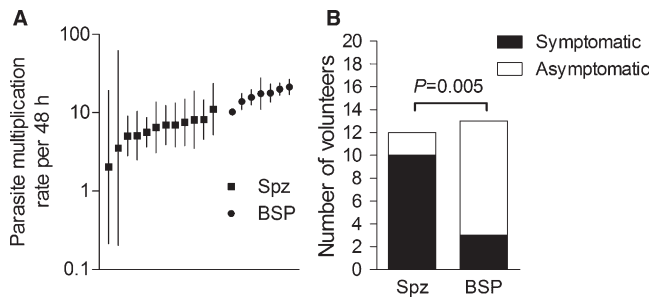 A
Parasite multiplication
rate per 48 h
100
10
1
0.1
Spz
BSP
B
Number of volunteers
20
18
16
14
12
10
8
6
4
2
0
P=0.005
Spz
BSP
Symptomatic
Asymptomatic